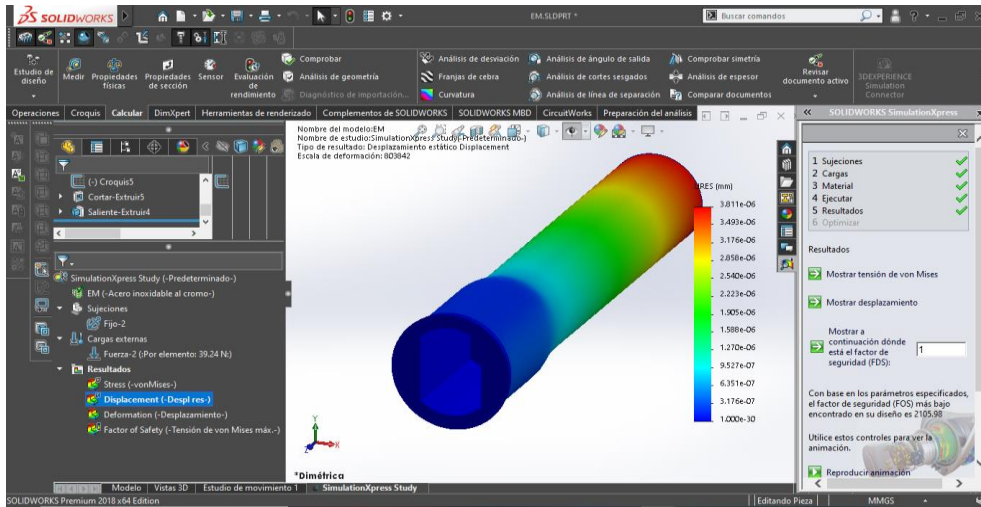 SOLIDWORKS
EM.SLDPRT *
Buscar comandos
Estudio de diseño
Medir
Propiedades físicas
Propiedades de sección
Sensor
Evaluación de rendimiento
Comprobar
Análisis de geometría
Diagnóstico de importación...
Análisis de desviación
Franjas de cebra
Curvatura
Análisis de ángulo de salida
Análisis de cortes sesgados
Análisis de línea de separación
Comprobar simetría
Análisis de espesor
Comparar documentos
Revisar documento activo
3DEXPERIENCE Simulation Connector
Operaciones
Croquis
Calcular
DimXpert
Herramientas de renderizado
Complementos de SOLIDWORKS
SOLIDWORKS MBD
CircuitWorks
Preparación del análisis
SOLIDWORKS SimulationXpress
(-) Croquis5
Cortar-Extruir5
Saliente-Extruir4
SimulationXpress Study (-Predeterminado-)
EM (-Acero inoxidable al cromo-)
Sujeciones
Fijo-2
Cargas externas
Fuerza-2 (:Por elemento: 39.24 N:)
Resultados
Stress (-vonMises-)
Displacement (-Despl res-)
Deformation (-Desplazamiento-)
Factor of Safety (-Tensión de von Mises máx.-)
Nombre del modelo:EM
Nombre de estudio:SimulationXpress Study(-Predeterminado-)
Tipo de resultado: Desplazamiento estático Displacement
Escala de deformación: 803842
URES (mm)
3.811e-06
3.493e-06
3.176e-06
2.858e-06
2.540e-06
2.223e-06
1.905e-06
1.588e-06
1.270e-06
9.527e-07
6.351e-07
3.176e-07
1.000e-30
Y
X
Z
*Dimétrica
1 Sujeciones
2 Cargas
3 Material
4 Ejecutar
5 Resultados
6 Optimizar
Resultados
Mostrar tensión de von Mises
Mostrar desplazamiento
Mostrar a
continuación dónde
está el factor de
seguridad (FDS):
1
Con base en los parámetros especificados,
el factor de seguridad (FOS) más bajo
encontrado en su diseño es 2105.98
Utilice estos controles para ver la
animación.
Reproducir animación
Modelo
Vistas 3D
Estudio de movimiento 1
SimulationXpress Study
SOLIDWORKS Premium 2018 x64 Edition
Editando Pieza
MMGS